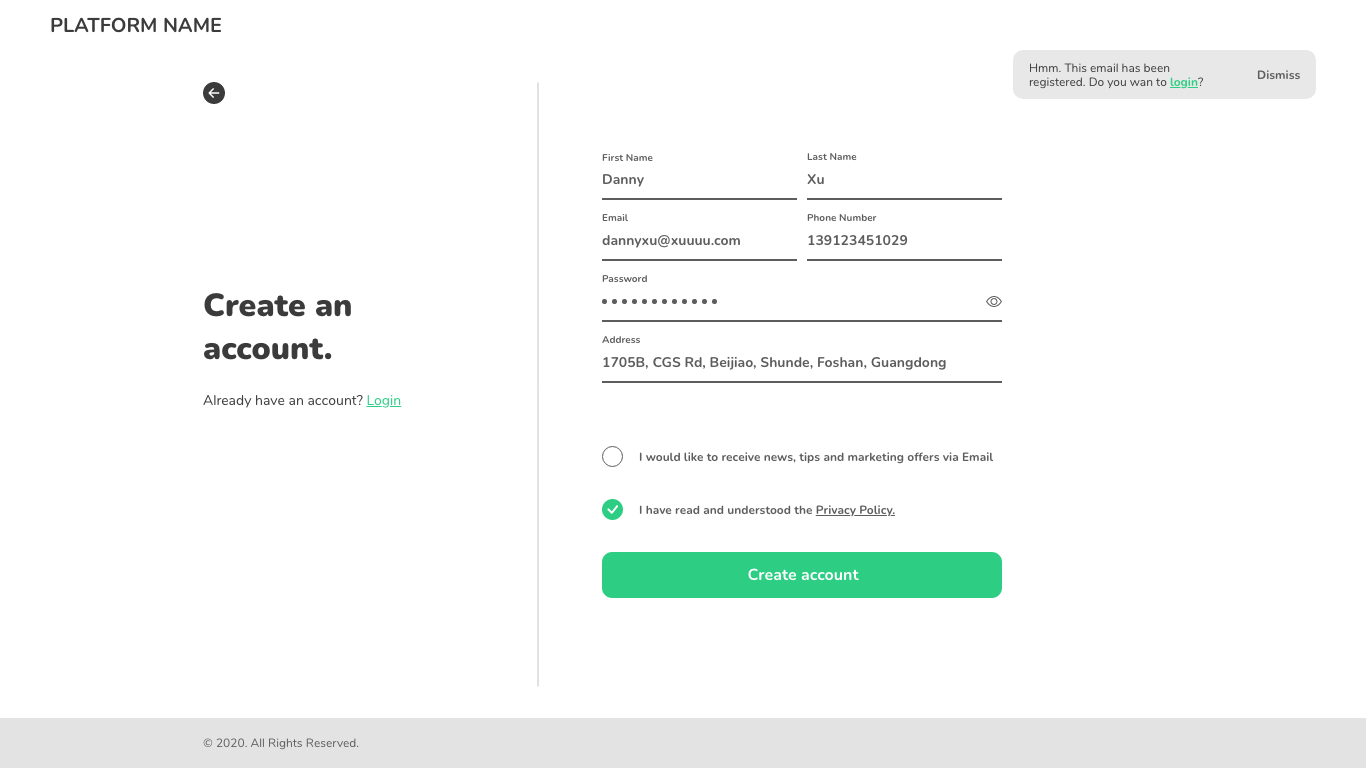 PLATFORM NAME
Hmm. This email has been
registered. Do you wan to login?
Dismiss
Create an
account.
Already have an account? Login
First Name
Danny
Last Name
Xu
Email
dannyxu@xuuuu.com
Phone Number
139123451029
Password
Address
1705B, CGS Rd, Beijiao, Shunde, Foshan, Guangdong
I would like to receive news, tips and marketing offers via Email
I have read and understood the Privacy Policy.
Create account
© 2020. All Rights Reserved.